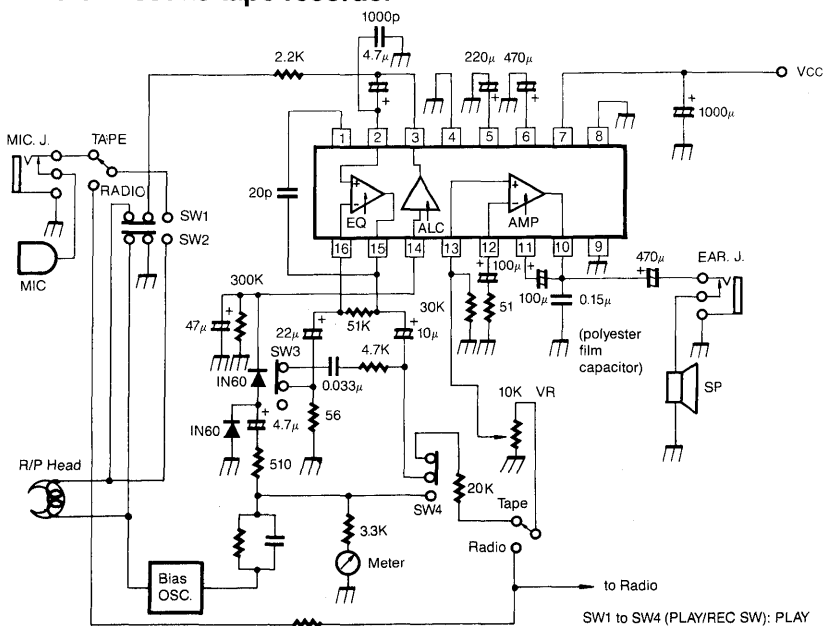 tape recorder
1000p
4.7μ
2.2K
220μ
470μ
VCC
1000μ
MIC. J.
TAPE
RADIO
SW1
SW2
MIC
20p
1
2
3
4
5
6
7
8
EQ
ALC
AMP
16
15
14
13
12
11
10
9
300K
47μ
22μ
51K
10μ
30K
100μ
51
100μ
0.15μ
470μ
EAR. J.
(polyester
film
capacitor)
SP
SW3
4.7K
0.033μ
IN60
IN60
4.7μ
56
510
10K
VR
R/P Head
20K
SW4
Tape
Radio
3.3K
Meter
Bias
OSC.
to Radio
SW1 to SW4 (PLAY/REC SW): PLAY